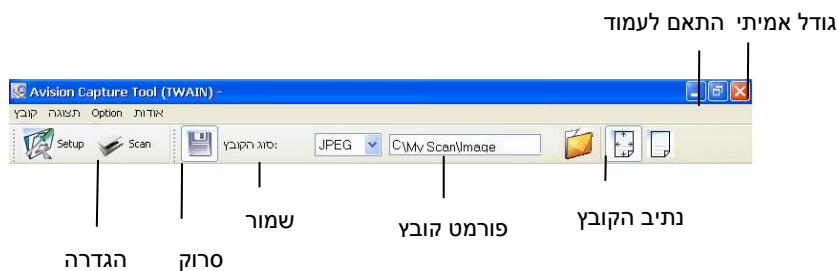 גודל אמיתי התאם לעמוד
Avision Capture Tool (TWAIN) -
קובץ תצוגה Option אודות
Setup Scan סוג הקובץ: JPEG C:\My Scan\Image
שמור פורמט קובץ נתיב הקובץ
הגדרה סרוק